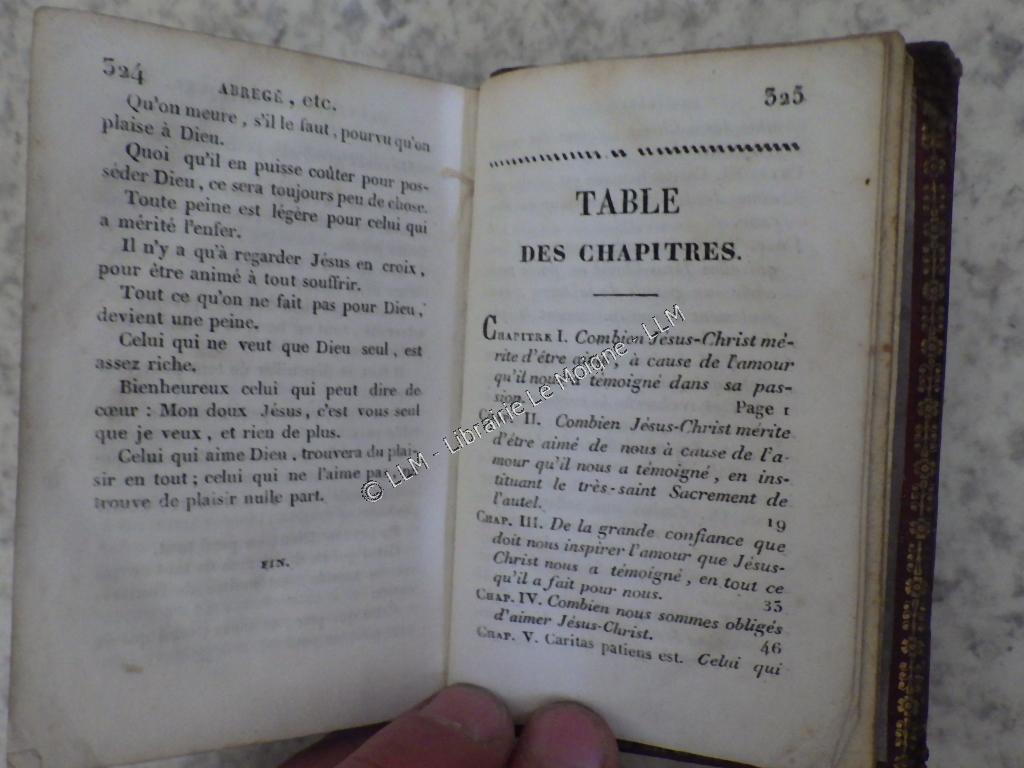 324
ABREGÉ, etc.
Qu'on meure, s'il le faut, pourvu qu'on
plaise à Dieu.
Quoi qu'il en puisse coûter pour pos-
séder Dieu, ce sera toujours peu de chose.
Toute peine est légère pour celui qui
a mérité l'enfer.
Il n'y a qu'à regarder Jésus en croix,
pour être animé à tout souffrir.
Tout ce qu'on ne fait pas pour Dieu,
devient une peine.
Celui qui ne veut que Dieu seul, est
assez riche.
Bienheureux celui qui peut dire de
cœur : Mon doux Jésus, c'est vous seul
que je veux, et rien de plus.
Celui qui aime Dieu, trouvera du plai-
sir en tout ; celui qui ne l'aime pas
trouve de plaisir nulle part.
FIN.
325
TABLE
DES CHAPITRES.
CHAPITRE I. Combien Jésus-Christ mé-
rite d'être aimé, à cause de l'amour
qu'il nous a témoigné dans sa pas-
sion. Page 1
II. Combien Jésus-Christ mérite
d'être aimé de nous à cause de l'a-
mour qu'il nous a témoigné, en ins-
tituant le très-saint Sacrement de
l'autel. 19
CHAP. III. De la grande confiance que
doit nous inspirer l'amour que Jésus-
Christ nous a témoigné, en tout ce
qu'il a fait pour nous. 33
CHAP. IV. Combien nous sommes obligés
d'aimer Jésus-Christ. 46
CHAP. V. Caritas patiens est. Celui qui
© LLM - Librairie Le Moigne - LLM